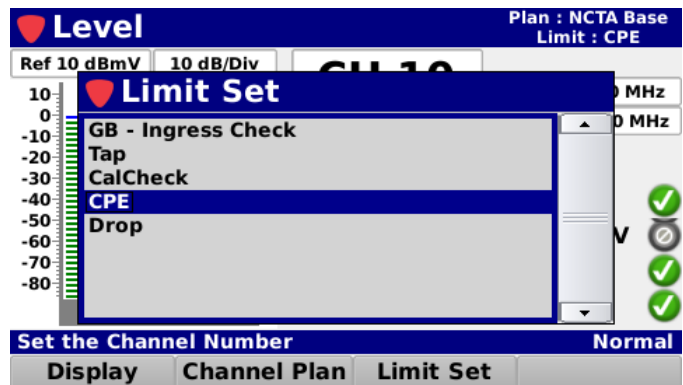 Level
Plan : NCTA Base
Limit : CPE
Ref 10 dBmV
10 dB/Div
Limit Set
MHz
0 MHz
10
0
-10
-20
-30
-40
-50
-60
-70
-80
GB - Ingress Check
Tap
CalCheck
CPE
Drop
V
Set the Channel Number
Normal
Display
Channel Plan
Limit Set